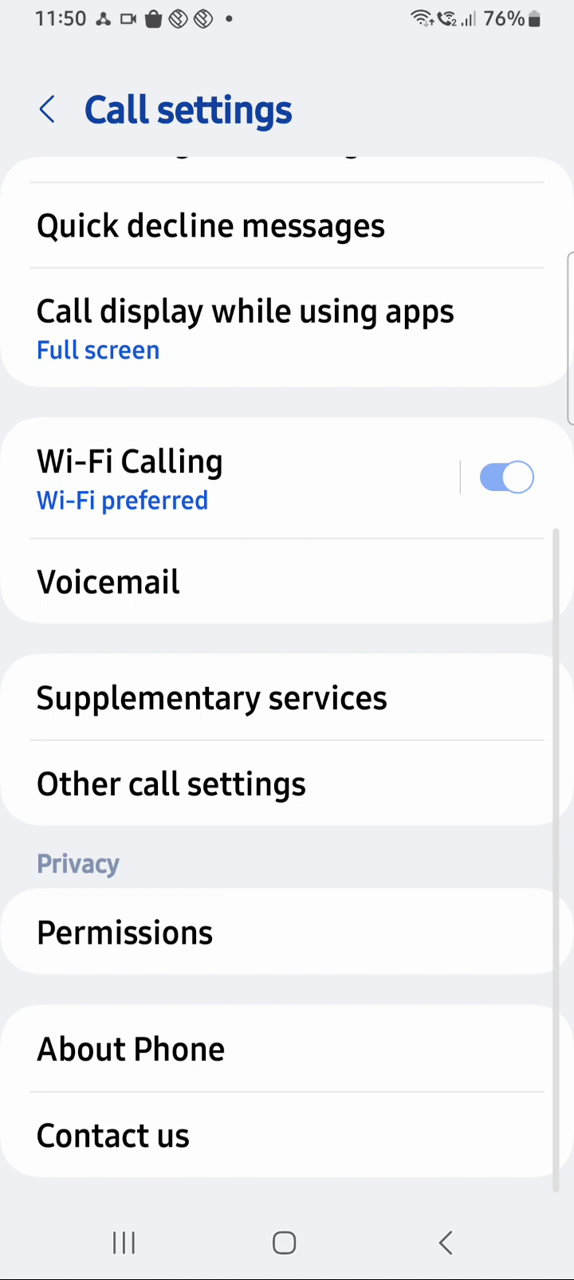 11:50
76%
Call settings
Quick decline messages
Call display while using apps
Full screen
Wi-Fi Calling
Wi-Fi preferred
Voicemail
Supplementary services
Other call settings
Privacy
Permissions
About Phone
Contact us